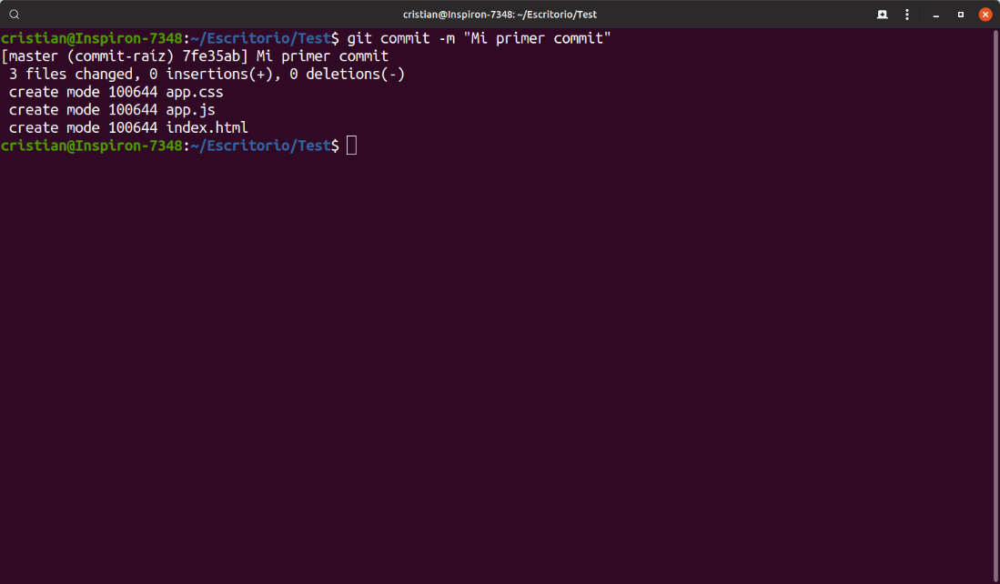 cristian@Inspiron-7348: ~/Escritorio/Test
cristian@Inspiron-7348:~/Escritorio/Test$ git commit -m "Mi primer commit"
[master (commit-raíz) 7fe35ab] Mi primer commit
 3 files changed, 0 insertions(+), 0 deletions(-)
 create mode 100644 app.css
 create mode 100644 app.js
 create mode 100644 index.html
cristian@Inspiron-7348:~/Escritorio/Test$